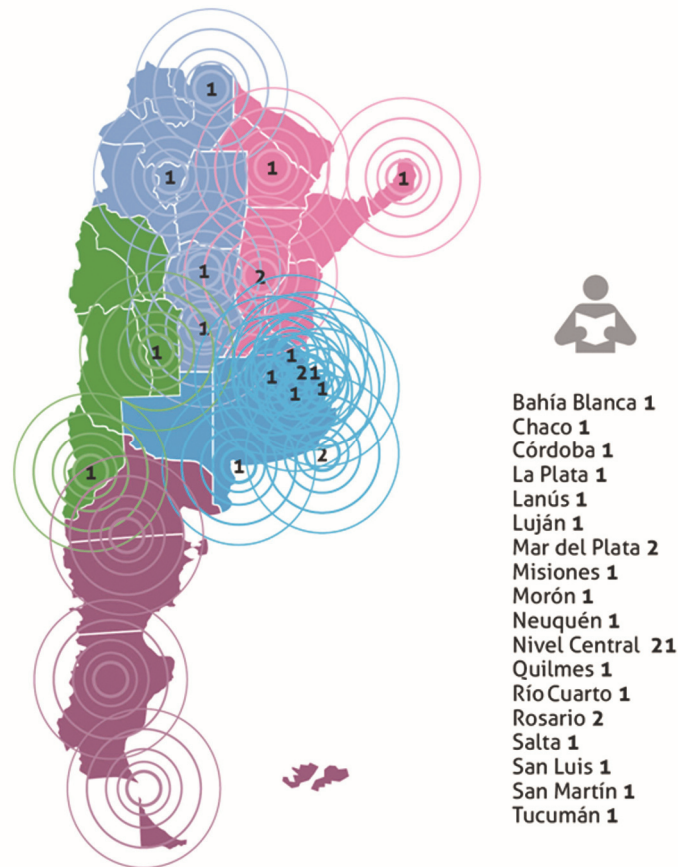 1
1
1
1
1
2
1
1
1
1
21
1
1
1
1
2
Bahía Blanca 1
Chaco 1
Córdoba 1
La Plata 1
Lanús 1
Luján 1
Mar del Plata 2
Misiones 1
Morón 1
Neuquén 1
Nivel Central 21
Quilmes 1
Río Cuarto 1
Rosario 2
Salta 1
San Luis 1
San Martín 1
Tucumán 1